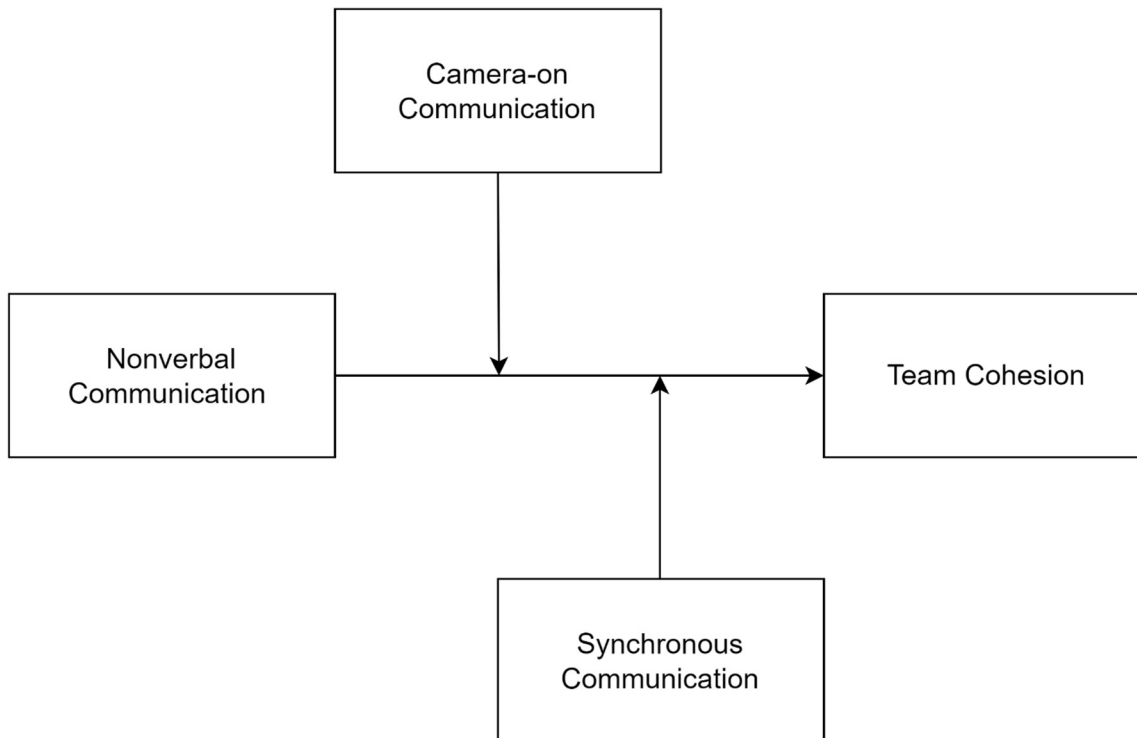 Camera-on
Communication
Nonverbal
Communication
Team Cohesion
Synchronous
Communication